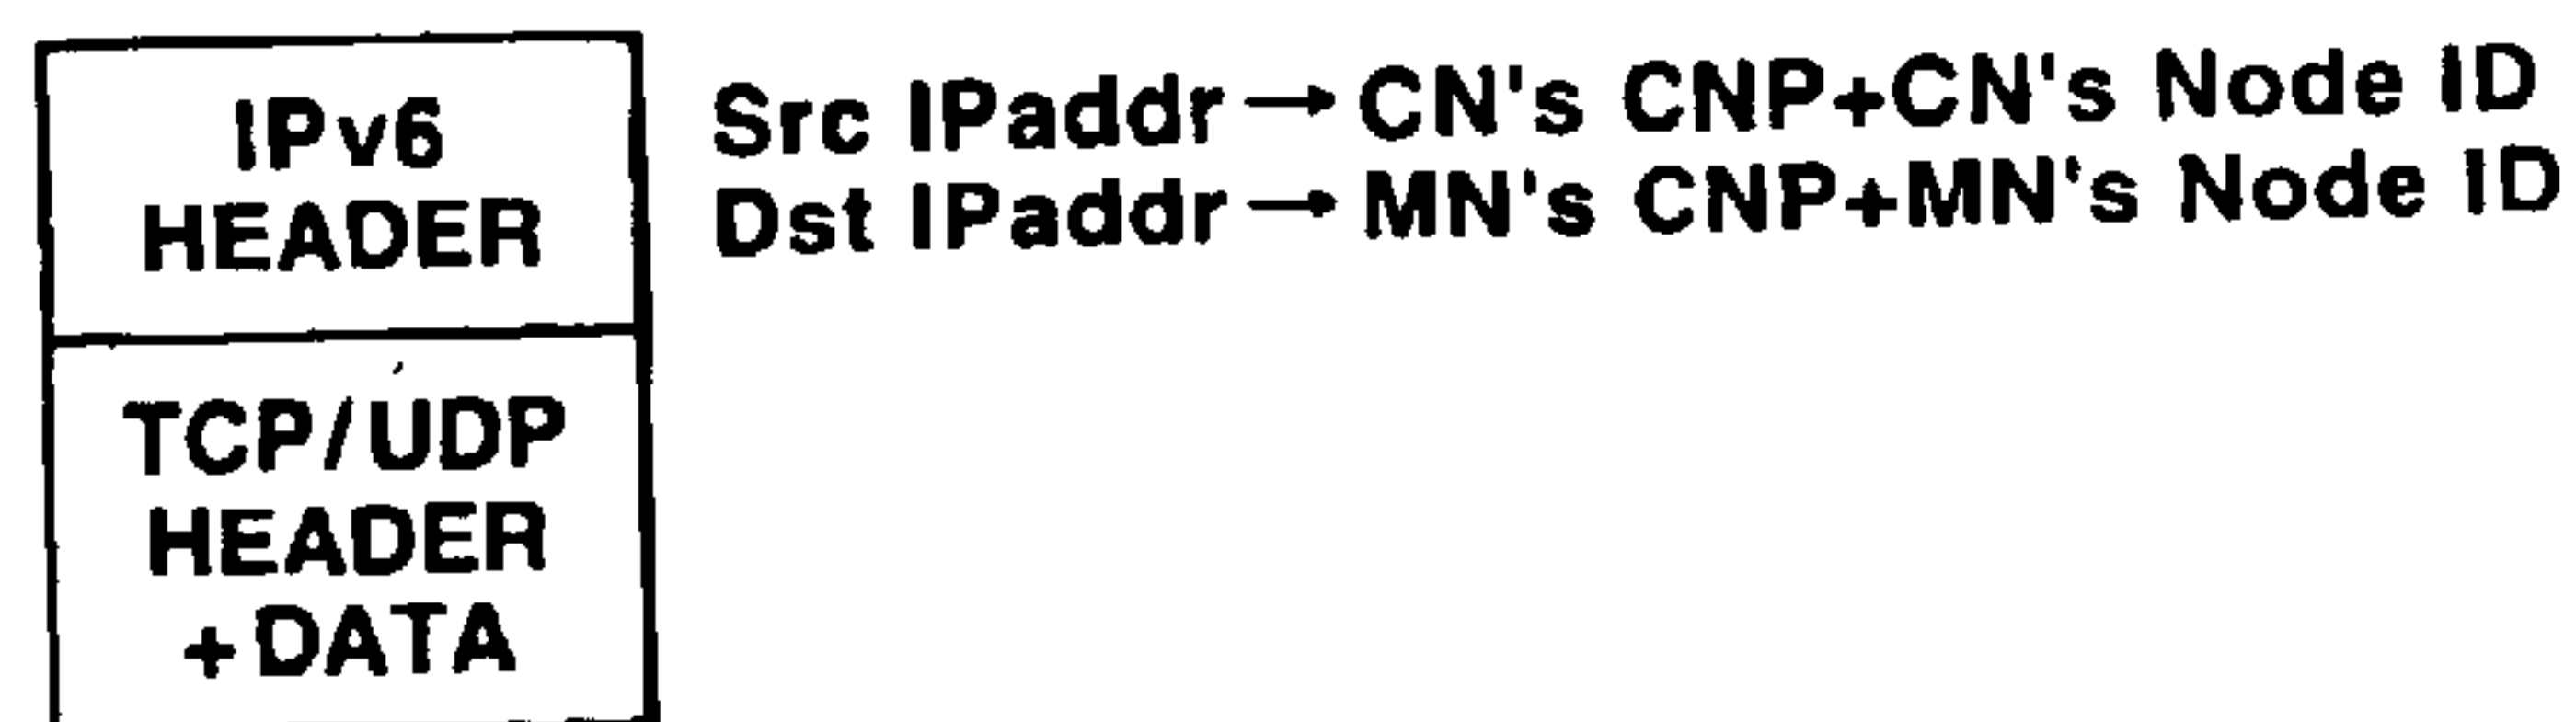 IPv6
HEADER
Src IPaddr → CN's CNP+CN's Node ID
Dst IPaddr → MN's CNP+MN's Node ID
TCP/UDP
HEADER
+DATA